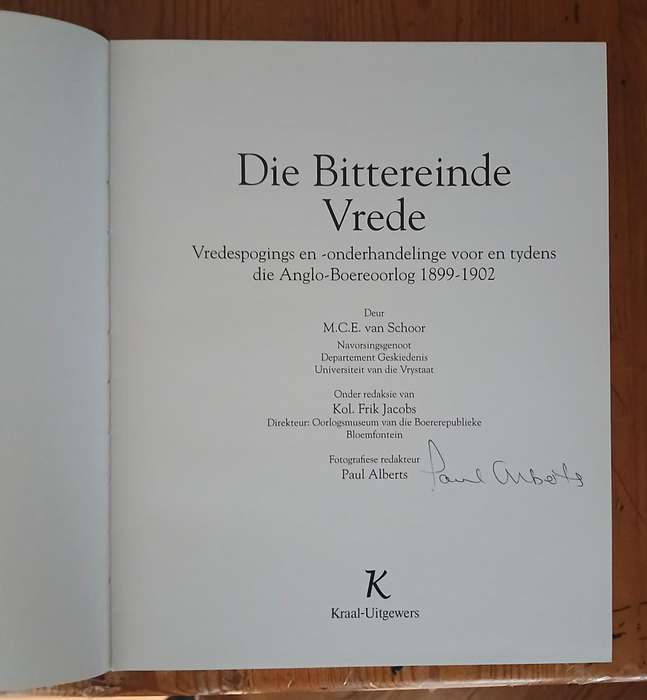 Die Bittereinde
Vrede
Vredespogings en -onderhandelinge voor en tydens
die Anglo-Boereoorlog 1899-1902
Deur
M.C.E. van Schoor
Navorsingsgenoot
Departement Geskiedenis
Universiteit van die Vrystaat
Onder redaksie van
Kol. Frik Jacobs
Direkteur: Oorlogsmuseum van die Boererepublieke
Bloemfontein
Fotografiese redakteur
Paul Alberts Paul Alberts
K
Kraal-Uitgewers